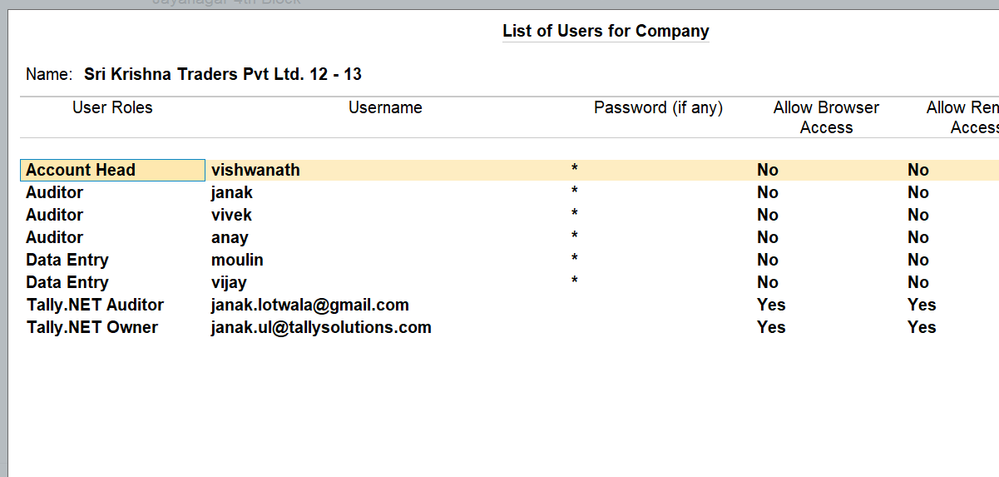 Jayanagar 4th Block
List of Users for Company
Name: Sri Krishna Traders Pvt Ltd. 12 - 13
User Roles Username Password (if any) Allow Browser Access Allow Access
Account Head vishwanath * No No
Auditor janak * No No
Auditor vivek * No No
Auditor anay * No No
Data Entry moulin * No No
Data Entry vijay * No No
Tally.NET Auditor janak.lotwala@gmail.com Yes Yes
Tally.NET Owner janak.ul@tallysolutions.com Yes Yes